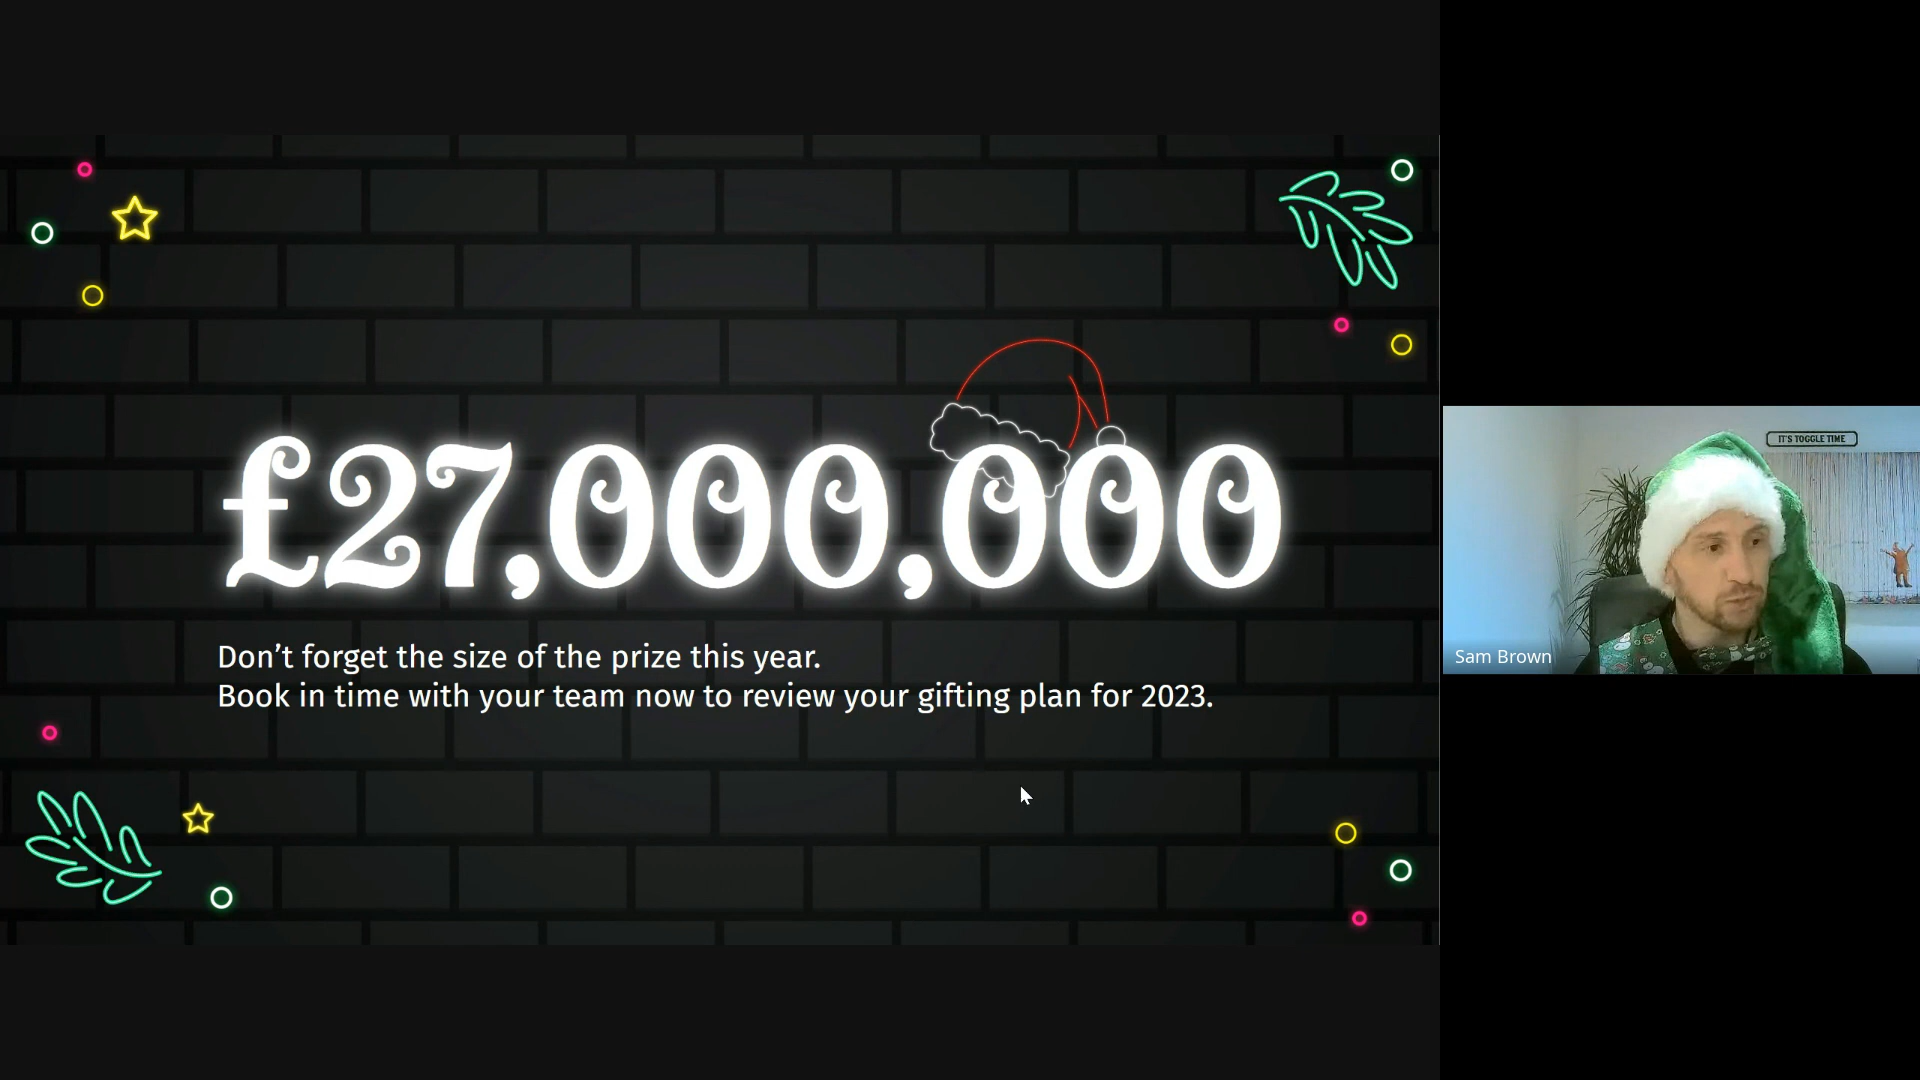 £27,000,000
Don’t forget the size of the prize this year.
Book in time with your team now to review your gifting plan for 2023.
IT'S TOGGLE TIME
Sam Brown